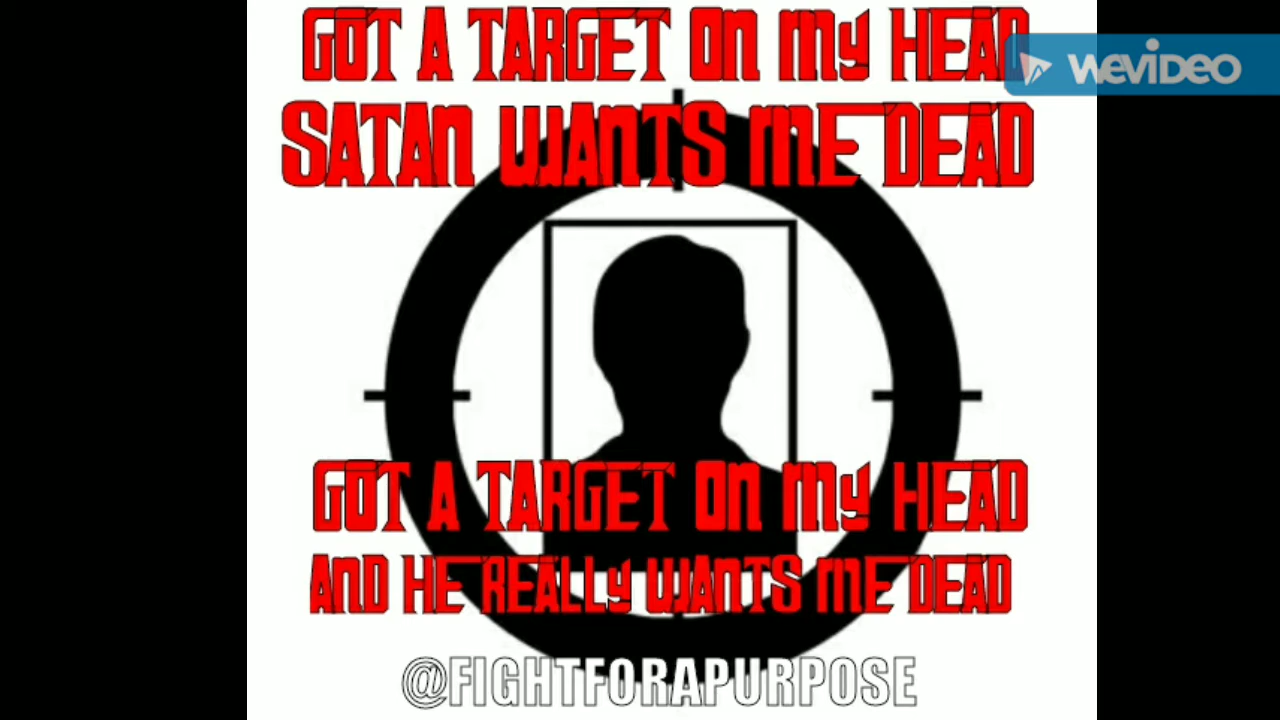 GOT A TARGET ON MY HEAD
WEVIDEO
SATAN WANTS ME DEAD
GOT A TARGET ON MY HEAD
AND HE REALLY WANTS ME DEAD
@FIGHTFORAPURPOSE